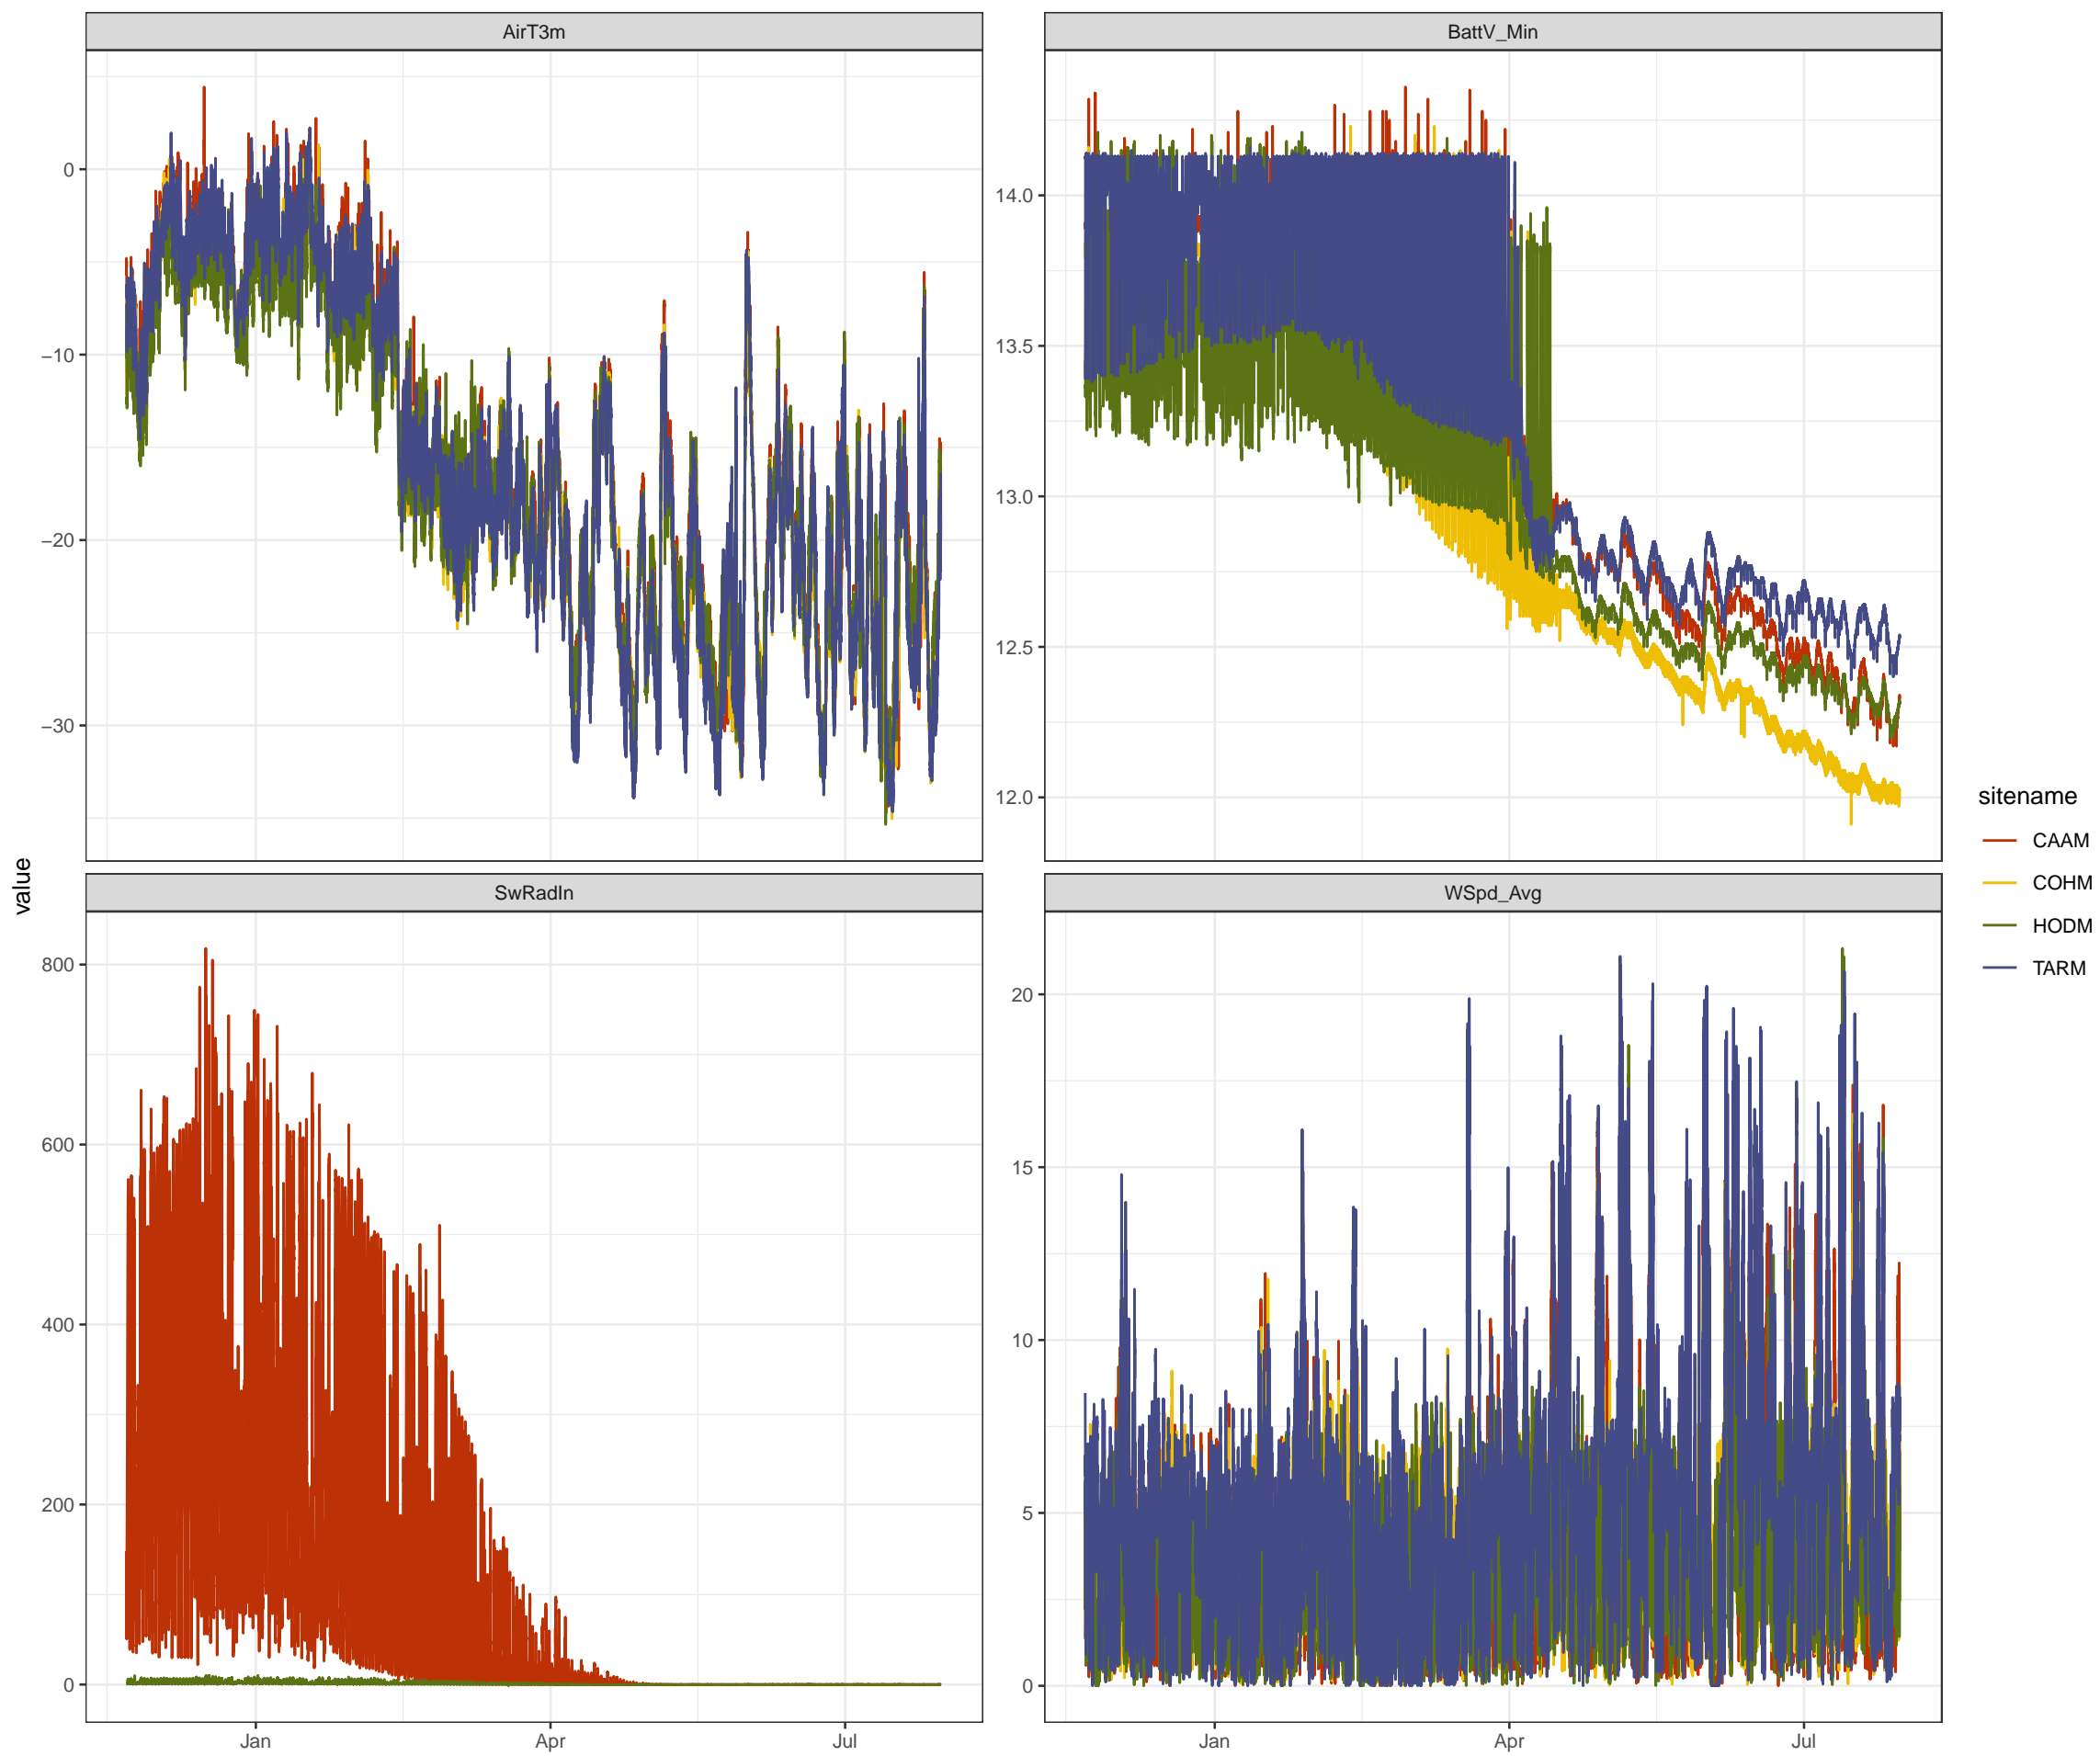 AirT3m
BattV_Min
0
−10
−20
−30
14.0
13.5
13.0
12.5
12.0
value
SwRadIn
WSpd_Avg
800
600
400
200
0
20
15
10
5
0
Jan Apr Jul
Jan Apr Jul
sitename
CAAM
COHM
HODM
TARM